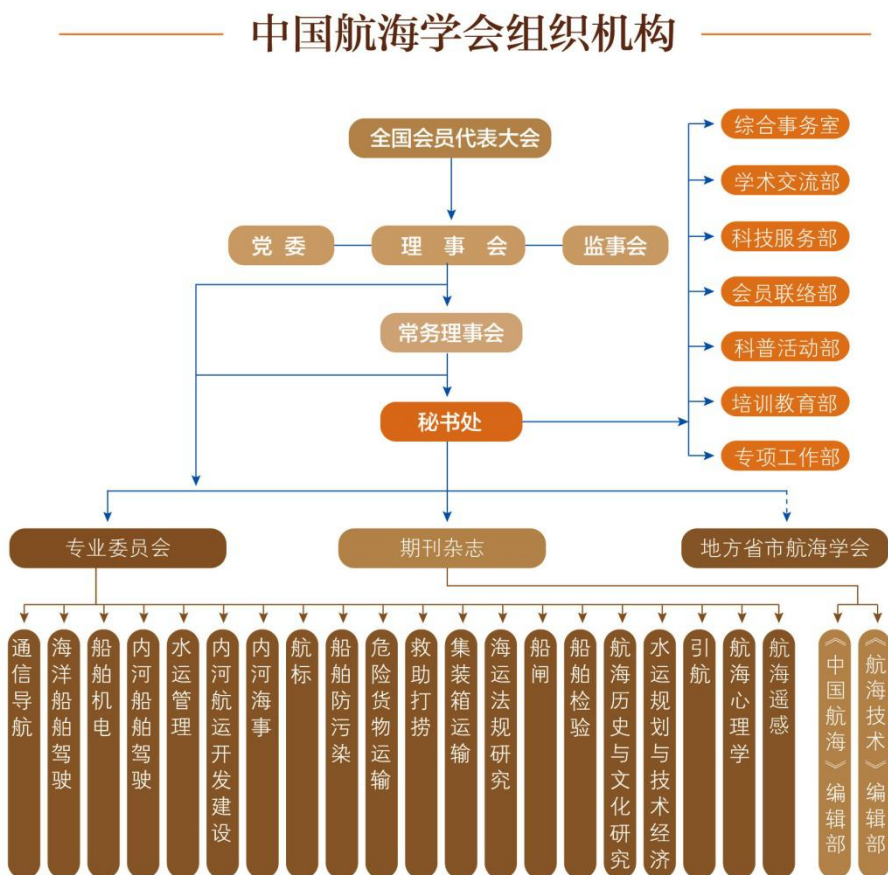 中国航海学会组织机构
全国会员代表大会
党委
理事会
监事会
常务理事会
秘书处
综合事务室
学术交流部
科技服务部
会员联络部
科普活动部
培训教育部
专项工作部
专业委员会
期刊杂志
地方省市航海学会
通信导航
海洋船舶驾驶
船舶机电
内河船舶驾驶
水运管理
内河航运开发建设
内河海事
航标
船舶防污染
危险货物运输
救助打捞
集装箱运输
海运法规研究
船闸
船舶检验
航海历史与文化研究
水运规划与技术经济
引航
航海心理学
航海遥感
《中国航海》编辑部
《航海技术》编辑部